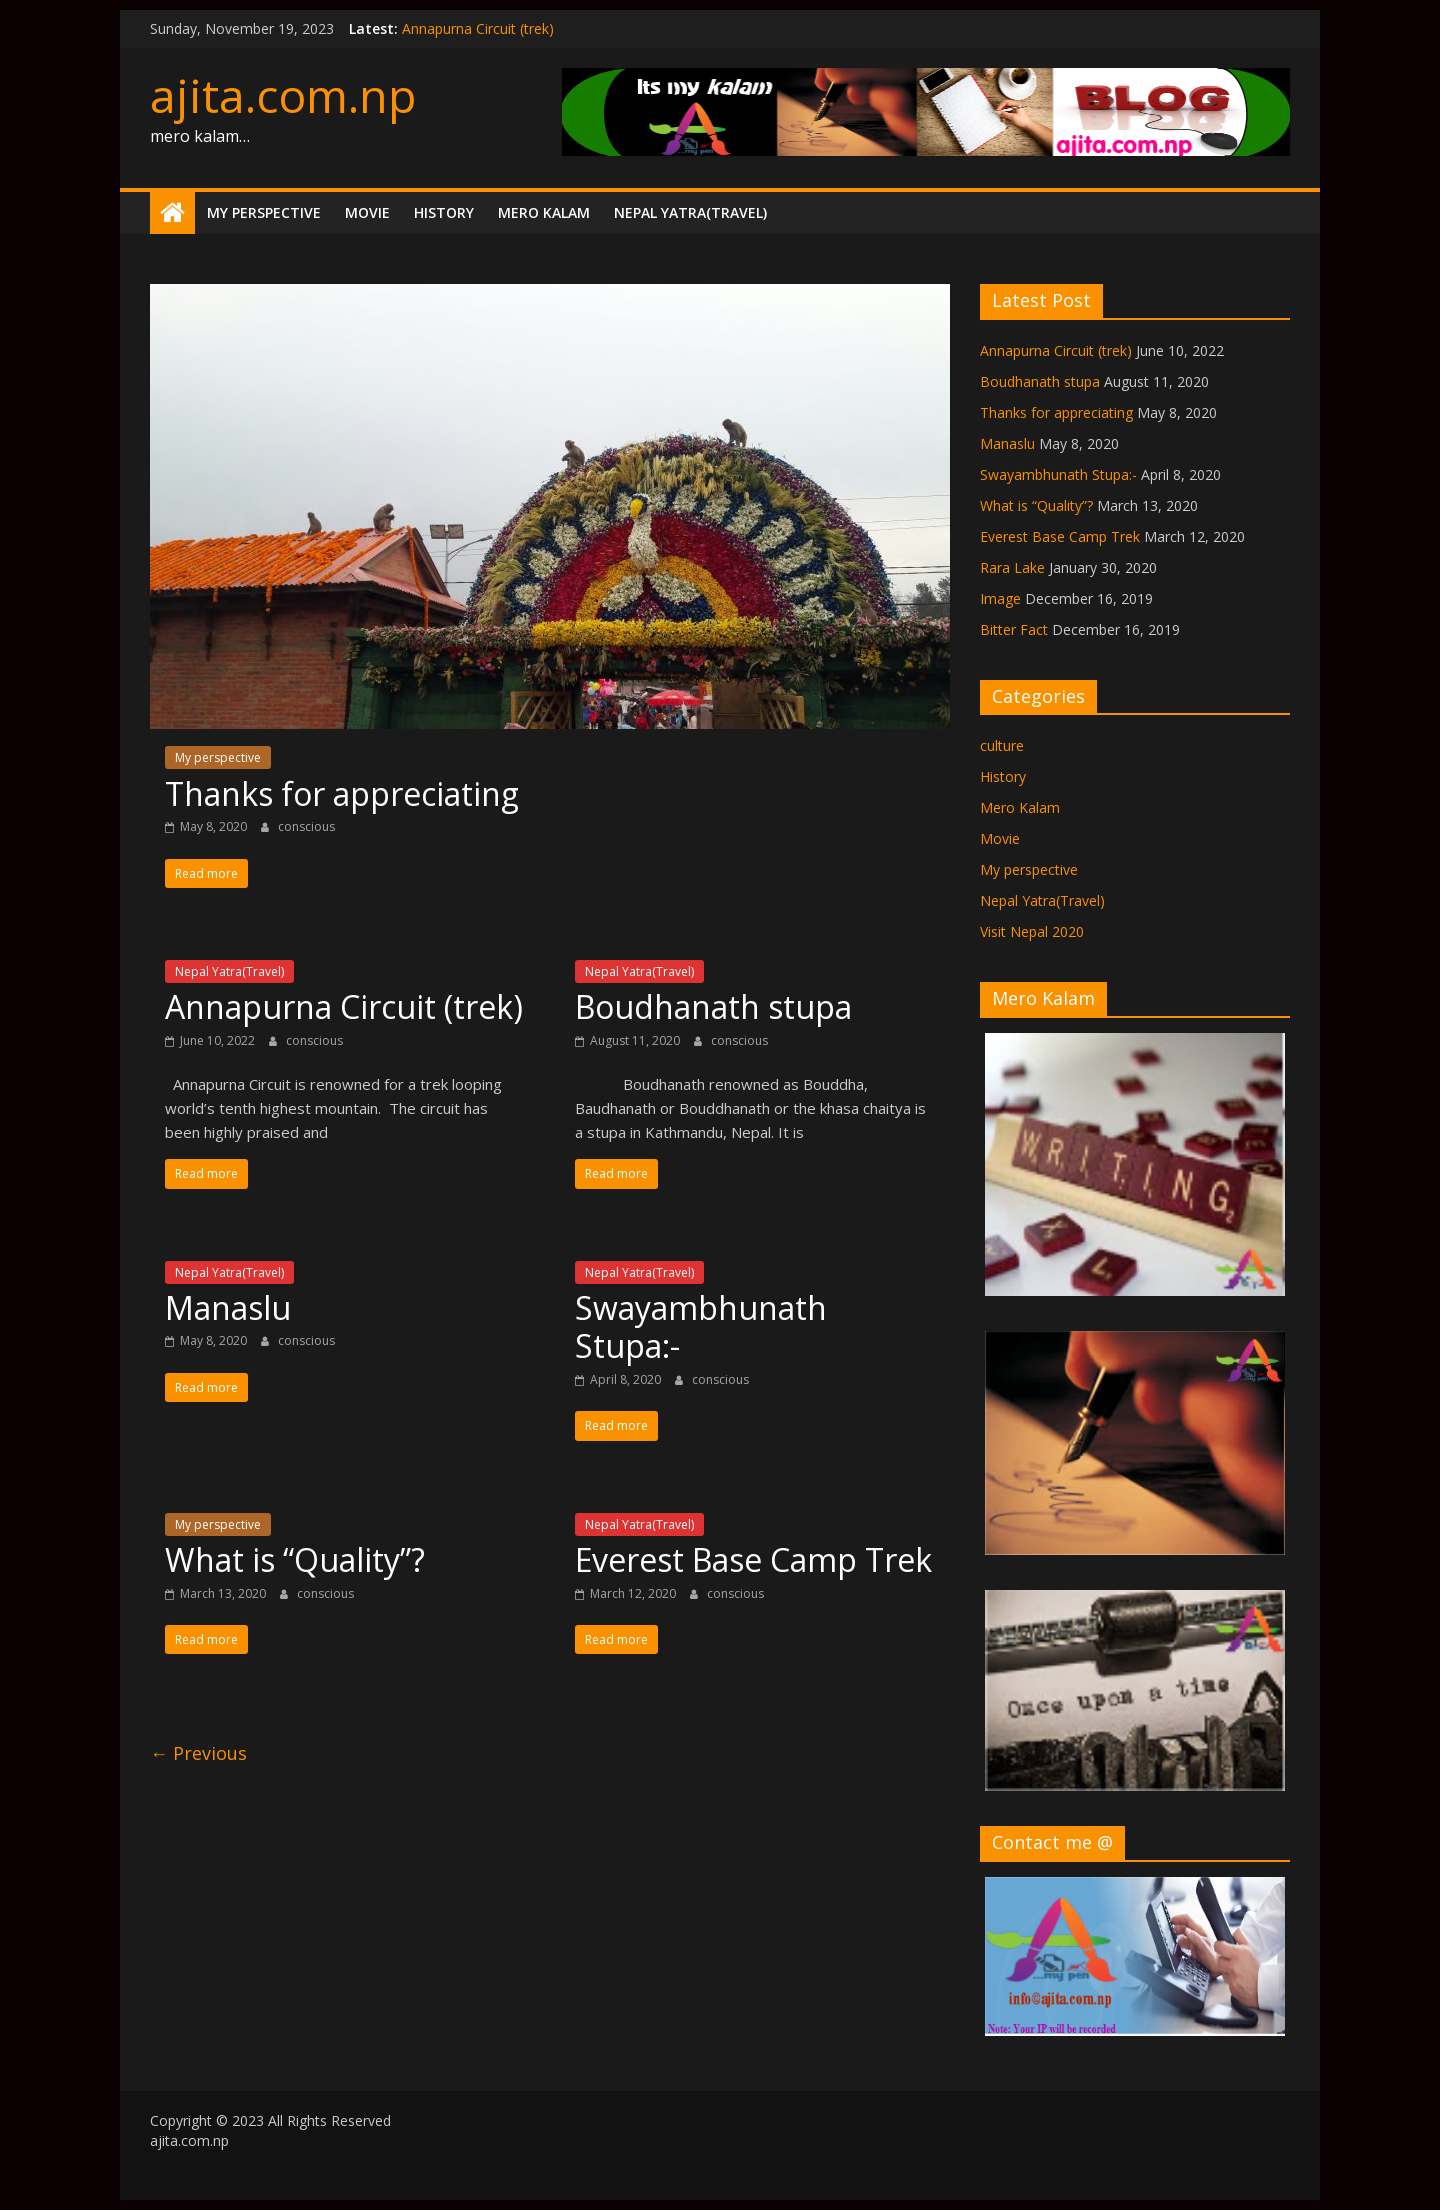 Sunday, November 19, 2023 Latest: Annapurna Circuit (trek)
ajita.com.np
mero kalam…
Its my kalam
...my pen
BLOG
ajita.com.np
MY PERSPECTIVE MOVIE HISTORY MERO KALAM NEPAL YATRA(TRAVEL)
My perspective
Thanks for appreciating
May 8, 2020 conscious
Read more
Nepal Yatra(Travel)
Annapurna Circuit (trek)
June 10, 2022 conscious
Annapurna Circuit is renowned for a trek looping
world’s tenth highest mountain.  The circuit has
been highly praised and
Read more
Nepal Yatra(Travel)
Boudhanath stupa
August 11, 2020 conscious
Boudhanath renowned as Bouddha,
Baudhanath or Bouddhanath or the khasa chaitya is
a stupa in Kathmandu, Nepal. It is
Read more
Nepal Yatra(Travel)
Manaslu
May 8, 2020 conscious
Read more
Nepal Yatra(Travel)
Swayambhunath
Stupa:-
April 8, 2020 conscious
Read more
My perspective
What is “Quality”?
March 13, 2020 conscious
Read more
Nepal Yatra(Travel)
Everest Base Camp Trek
March 12, 2020 conscious
Read more
← Previous
Latest Post
Annapurna Circuit (trek) June 10, 2022
Boudhanath stupa August 11, 2020
Thanks for appreciating May 8, 2020
Manaslu May 8, 2020
Swayambhunath Stupa:- April 8, 2020
What is “Quality”? March 13, 2020
Everest Base Camp Trek March 12, 2020
Rara Lake January 30, 2020
Image December 16, 2019
Bitter Fact December 16, 2019
Categories
culture
History
Mero Kalam
Movie
My perspective
Nepal Yatra(Travel)
Visit Nepal 2020
Mero Kalam
WRITING
Once upon a time
Contact me @
...my pen
info@ajita.com.np
Note: Your IP will be recorded
Copyright © 2023 All Rights Reserved
ajita.com.np